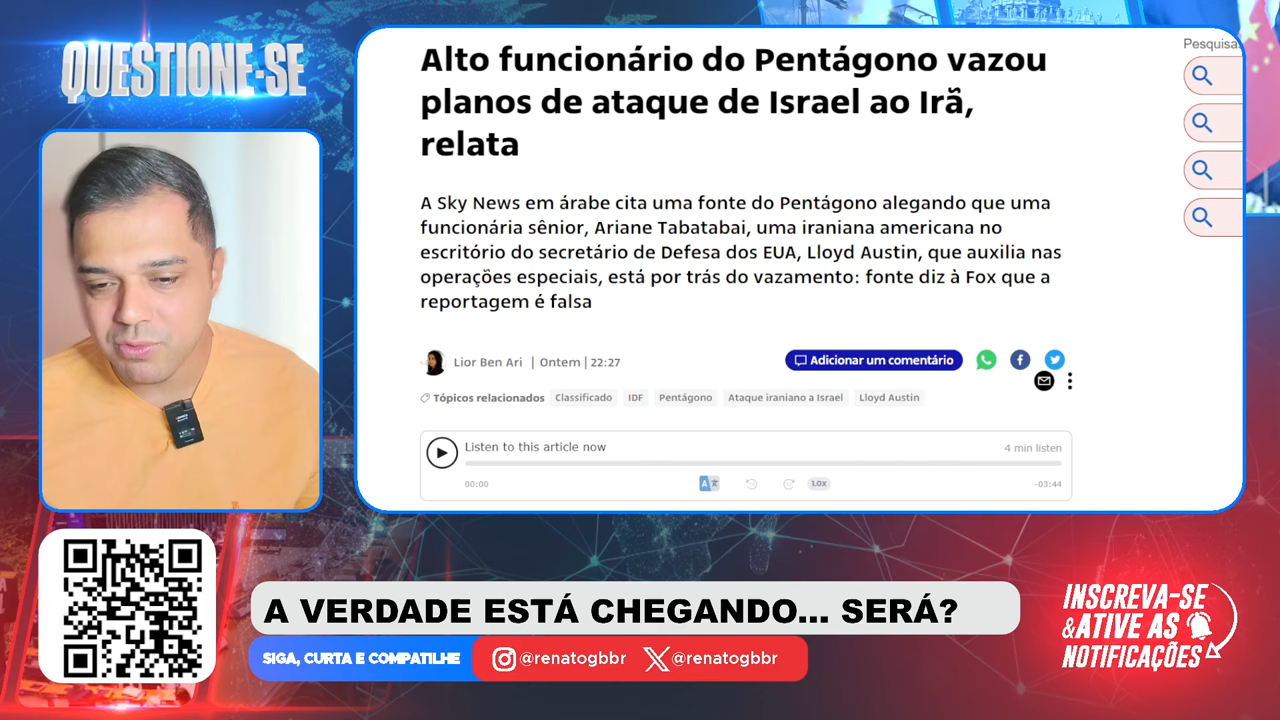 QUESTIONE-SE
Alto funcionário do Pentágono vazou
planos de ataque de Israel ao Irã,
relata
A Sky News em árabe cita uma fonte do Pentágono alegando que uma
funcionária sênior, Ariane Tabatabai, uma iraniana americana no
escritório do secretário de Defesa dos EUA, Lloyd Austin, que auxilia nas
operações especiais, está por trás do vazamento: fonte diz à Fox que a
reportagem é falsa
Lior Ben Ari | Ontem | 22:27
Adicionar um comentário
Tópicos relacionados Classificado IDF Pentágono Ataque iraniano a Israel Lloyd Austin
Listen to this article now
4 min listen
00:00
1.0x
-03:44
Pesquisa
A VERDADE ESTÁ CHEGANDO... SERÁ?
SIGA, CURTA E COMPATILHE
@renatogbbr
@renatogbbr
INSCREVA-SE
&ATIVE AS
NOTIFICAÇÕES